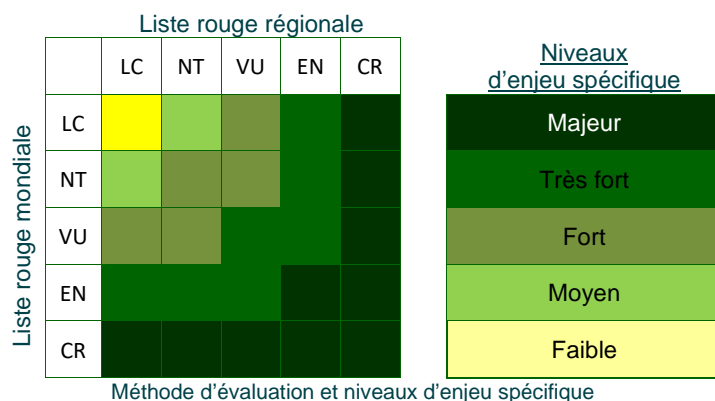 Liste rouge régionale
LC NT VU EN CR
Liste rouge mondiale
LC
NT
VU
EN
CR
Niveaux
d'enjeu spécifique
Majeur
Très fort
Fort
Moyen
Faible
Méthode d'évaluation et niveaux d'enjeu spécifique